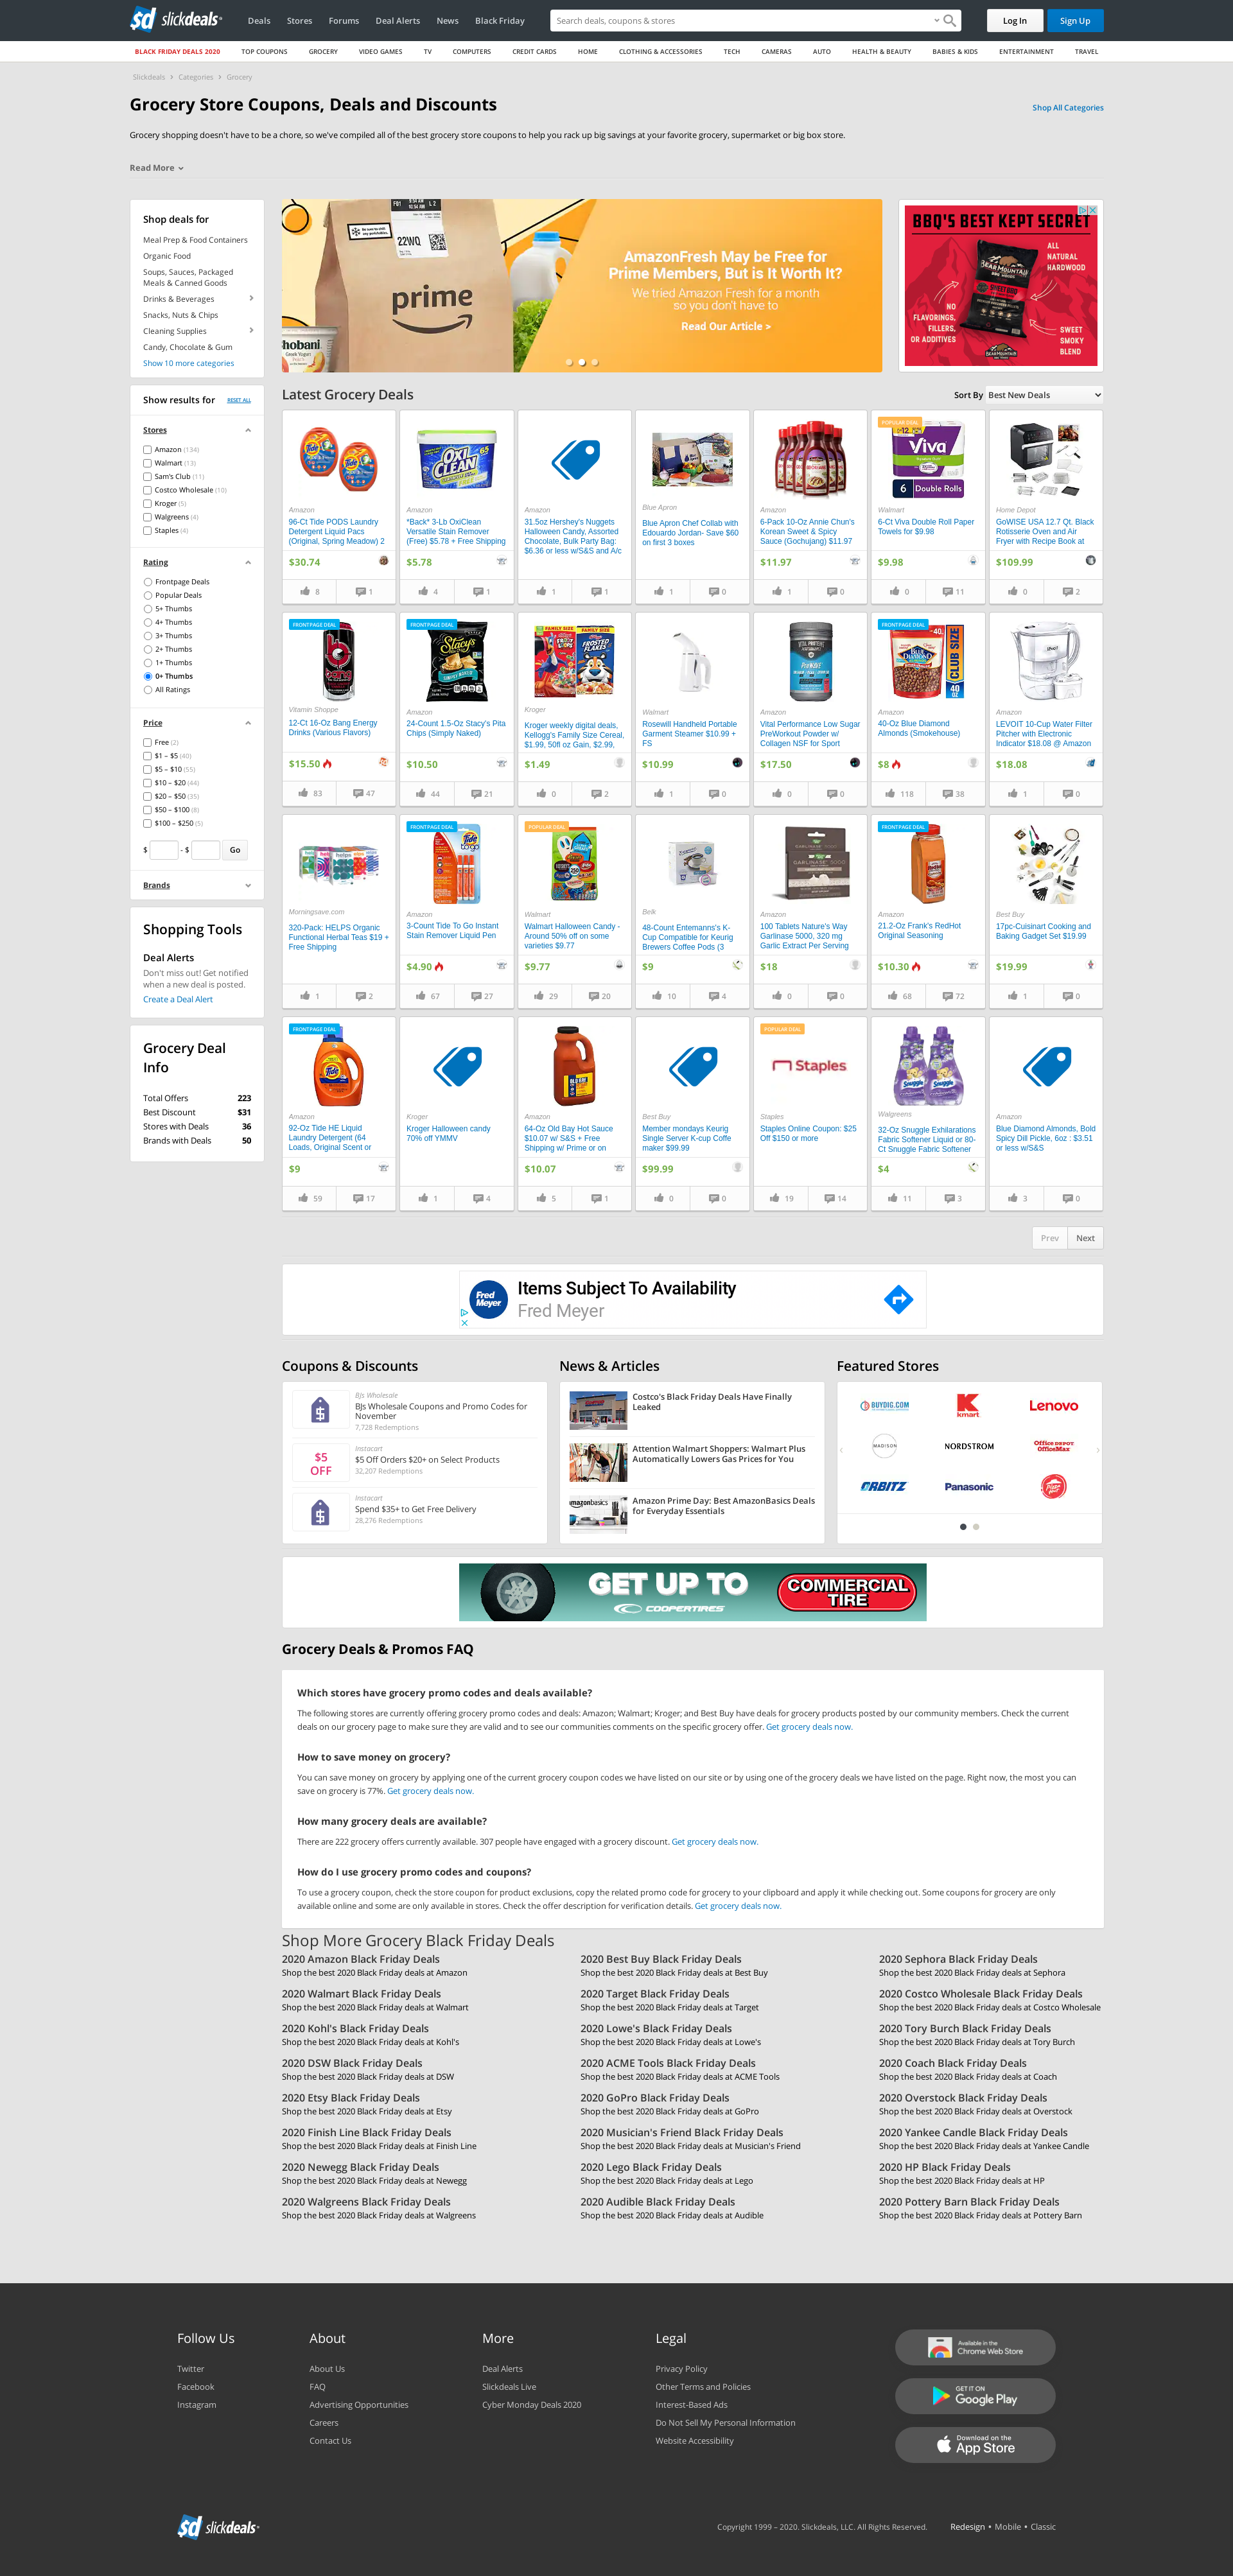 slickdeals
Deals
Stores
Forums
Deal Alerts
News
Black Friday
Search deals, coupons & stores
Log In
Sign Up
BLACK FRIDAY DEALS 2020
TOP COUPONS
GROCERY
VIDEO GAMES
TV
COMPUTERS
CREDIT CARDS
HOME
CLOTHING & ACCESSORIES
TECH
CAMERAS
AUTO
HEALTH & BEAUTY
BABIES & KIDS
ENTERTAINMENT
TRAVEL
Slickdeals > Categories > Grocery
Grocery Store Coupons, Deals and Discounts
Shop All Categories
Grocery shopping doesn't have to be a chore, so we've compiled all of the best grocery store coupons to help you rack up big savings at your favorite grocery, supermarket or big box store.
Read More
Shop deals for
Meal Prep & Food Containers
Organic Food
Soups, Sauces, Packaged
Meals & Canned Goods
Drinks & Beverages
Snacks, Nuts & Chips
Cleaning Supplies
Candy, Chocolate & Gum
Show 10 more categories
Show results for
RESET ALL
Stores
Amazon (134)
Walmart (13)
Sam's Club (11)
Costco Wholesale (10)
Kroger (5)
Walgreens (4)
Staples (4)
Rating
Frontpage Deals
Popular Deals
5+ Thumbs
4+ Thumbs
3+ Thumbs
2+ Thumbs
1+ Thumbs
0+ Thumbs
All Ratings
Price
Free (2)
$1 – $5 (40)
$5 – $10 (55)
$10 – $20 (44)
$20 – $50 (35)
$50 – $100 (8)
$100 – $250 (5)
$ - $ Go
Brands
Shopping Tools
Deal Alerts
Don't miss out! Get notified
when a new deal is posted.
Create a Deal Alert
Grocery Deal
Info
Total Offers 223
Best Discount $31
Stores with Deals 36
Brands with Deals 50
22WQ
prime
hobani
AmazonFresh May be Free for
Prime Members, But is It Worth It?
We tried Amazon Fresh for a month
so you don't have to
Read Our Article >
BBQ'S BEST KEPT SECRET
ALL
NATURAL
HARDWOOD
BEAR MOUNTAIN
NO
FLAVORINGS,
FILLERS,
OR ADDITIVES
SWEET
SMOKY
BLEND
BEAR MOUNTAIN
Latest Grocery Deals
Sort By Best New Deals
Amazon
96-Ct Tide PODS Laundry
Detergent Liquid Pacs
(Original, Spring Meadow) 2
$30.74
8
1
Amazon
*Back* 3-Lb OxiClean
Versatile Stain Remover
(Free) $5.78 + Free Shipping
$5.78
4
1
Amazon
31.5oz Hershey's Nuggets
Halloween Candy, Assorted
Chocolate, Bulk Party Bag:
$6.36 or less w/S&S and A/c
1
1
Blue Apron
Blue Apron Chef Collab with
Edouardo Jordan- Save $60
on first 3 boxes
1
0
Amazon
6-Pack 10-Oz Annie Chun's
Korean Sweet & Spicy
Sauce (Gochujang) $11.97
$11.97
1
0
POPULAR DEAL
Viva
6 Double Rolls
Walmart
6-Ct Viva Double Roll Paper
Towels for $9.98
$9.98
0
11
Home Depot
GoWISE USA 12.7 Qt. Black
Rotisserie Oven and Air
Fryer with Recipe Book at
$109.99
0
2
FRONTPAGE DEAL
Vitamin Shoppe
12-Ct 16-Oz Bang Energy
Drinks (Various Flavors)
$15.50
83
47
FRONTPAGE DEAL
Stacy's
Amazon
24-Count 1.5-Oz Stacy's Pita
Chips (Simply Naked)
$10.50
44
21
Kroger
Kroger weekly digital deals,
Kellogg's Family Size Cereal,
$1.99, 50fl oz Gain, $2.99,
$1.49
0
2
Walmart
Rosewill Handheld Portable
Garment Steamer $10.99 +
FS
$10.99
1
0
Amazon
Vital Performance Low Sugar
PreWorkout Powder w/
Collagen NSF for Sport
$17.50
0
0
FRONTPAGE DEAL
BLUE DIAMOND
CLUB SIZE
40 OZ
Amazon
40-Oz Blue Diamond
Almonds (Smokehouse)
$8
118
38
Amazon
LEVOIT 10-Cup Water Filter
Pitcher with Electronic
Indicator $18.08 @ Amazon
$18.08
1
0
Morningsave.com
320-Pack: HELPS Organic
Functional Herbal Teas $19 +
Free Shipping
1
2
FRONTPAGE DEAL
Amazon
3-Count Tide To Go Instant
Stain Remover Liquid Pen
$4.90
67
27
POPULAR DEAL
Walmart
Walmart Halloween Candy -
Around 50% off on some
varieties $9.77
$9.77
29
20
Belk
48-Count Entemanns's K-
Cup Compatible for Keurig
Brewers Coffee Pods (3
$9
10
4
GARLINASE 5000
Amazon
100 Tablets Nature's Way
Garlinase 5000, 320 mg
Garlic Extract Per Serving
$18
0
0
FRONTPAGE DEAL
Amazon
21.2-Oz Frank's RedHot
Original Seasoning
$10.30
68
72
Best Buy
17pc-Cuisinart Cooking and
Baking Gadget Set $19.99
$19.99
1
0
FRONTPAGE DEAL
Amazon
92-Oz Tide HE Liquid
Laundry Detergent (64
Loads, Original Scent or
$9
59
17
Kroger
Kroger Halloween candy
70% off YMMV
1
4
Amazon
64-Oz Old Bay Hot Sauce
$10.07 w/ S&S + Free
Shipping w/ Prime or on
$10.07
5
1
Best Buy
Member mondays Keurig
Single Server K-cup Coffe
maker $99.99
$99.99
0
0
POPULAR DEAL
Staples
Staples
Staples Online Coupon: $25
Off $150 or more
19
14
Walgreens
32-Oz Snuggle Exhilarations
Fabric Softener Liquid or 80-
Ct Snuggle Fabric Softener
$4
11
3
Amazon
Blue Diamond Almonds, Bold
Spicy Dill Pickle, 6oz : $3.51
or less w/S&S
3
0
Prev
Next
Fred Meyer
Items Subject To Availability
Fred Meyer
Coupons & Discounts
BJs Wholesale
BJs Wholesale Coupons and Promo Codes for
November
7,728 Redemptions
$5
OFF
Instacart
$5 Off Orders $20+ on Select Products
32,207 Redemptions
Instacart
Spend $35+ to Get Free Delivery
28,276 Redemptions
News & Articles
Costco's Black Friday Deals Have Finally
Leaked
Attention Walmart Shoppers: Walmart Plus
Automatically Lowers Gas Prices for You
amazonbasics
Amazon Prime Day: Best AmazonBasics Deals
for Everyday Essentials
Featured Stores
BUYDIG.COM
kmart
Lenovo
MADISON
NORDSTROM
Office DEPOT
OfficeMax
ORBITZ
Panasonic
Pizza Hut
GET UP TO
COOPERTIRES
COMMERCIAL
TIRE
Grocery Deals & Promos FAQ
Which stores have grocery promo codes and deals available?
The following stores are currently offering grocery promo codes and deals: Amazon; Walmart; Kroger; and Best Buy have deals for grocery products posted by our community members. Check the current
deals on our grocery page to make sure they are valid and to see our communities comments on the specific grocery offer. Get grocery deals now.
How to save money on grocery?
You can save money on grocery by applying one of the current grocery coupon codes we have listed on our site or by using one of the grocery deals we have listed on the page. Right now, the most you can
save on grocery is 77%. Get grocery deals now.
How many grocery deals are available?
There are 222 grocery offers currently available. 307 people have engaged with a grocery discount. Get grocery deals now.
How do I use grocery promo codes and coupons?
To use a grocery coupon, check the store coupon for product exclusions, copy the related promo code for grocery to your clipboard and apply it while checking out. Some coupons for grocery are only
available online and some are only available in stores. Check the offer description for verification details. Get grocery deals now.
Shop More Grocery Black Friday Deals
2020 Amazon Black Friday Deals
Shop the best 2020 Black Friday deals at Amazon
2020 Best Buy Black Friday Deals
Shop the best 2020 Black Friday deals at Best Buy
2020 Sephora Black Friday Deals
Shop the best 2020 Black Friday deals at Sephora
2020 Walmart Black Friday Deals
Shop the best 2020 Black Friday deals at Walmart
2020 Target Black Friday Deals
Shop the best 2020 Black Friday deals at Target
2020 Costco Wholesale Black Friday Deals
Shop the best 2020 Black Friday deals at Costco Wholesale
2020 Kohl's Black Friday Deals
Shop the best 2020 Black Friday deals at Kohl's
2020 Lowe's Black Friday Deals
Shop the best 2020 Black Friday deals at Lowe's
2020 Tory Burch Black Friday Deals
Shop the best 2020 Black Friday deals at Tory Burch
2020 DSW Black Friday Deals
Shop the best 2020 Black Friday deals at DSW
2020 ACME Tools Black Friday Deals
Shop the best 2020 Black Friday deals at ACME Tools
2020 Coach Black Friday Deals
Shop the best 2020 Black Friday deals at Coach
2020 Etsy Black Friday Deals
Shop the best 2020 Black Friday deals at Etsy
2020 GoPro Black Friday Deals
Shop the best 2020 Black Friday deals at GoPro
2020 Overstock Black Friday Deals
Shop the best 2020 Black Friday deals at Overstock
2020 Finish Line Black Friday Deals
Shop the best 2020 Black Friday deals at Finish Line
2020 Musician's Friend Black Friday Deals
Shop the best 2020 Black Friday deals at Musician's Friend
2020 Yankee Candle Black Friday Deals
Shop the best 2020 Black Friday deals at Yankee Candle
2020 Newegg Black Friday Deals
Shop the best 2020 Black Friday deals at Newegg
2020 Lego Black Friday Deals
Shop the best 2020 Black Friday deals at Lego
2020 HP Black Friday Deals
Shop the best 2020 Black Friday deals at HP
2020 Walgreens Black Friday Deals
Shop the best 2020 Black Friday deals at Walgreens
2020 Audible Black Friday Deals
Shop the best 2020 Black Friday deals at Audible
2020 Pottery Barn Black Friday Deals
Shop the best 2020 Black Friday deals at Pottery Barn
Follow Us
Twitter
Facebook
Instagram
About
About Us
FAQ
Advertising Opportunities
Careers
Contact Us
More
Deal Alerts
Slickdeals Live
Cyber Monday Deals 2020
Legal
Privacy Policy
Other Terms and Policies
Interest-Based Ads
Do Not Sell My Personal Information
Website Accessibility
Available in the
Chrome Web Store
GET IT ON
Google Play
Download on the
App Store
slickdeals
Copyright 1999 – 2020. Slickdeals, LLC. All Rights Reserved.
Redesign • Mobile • Classic